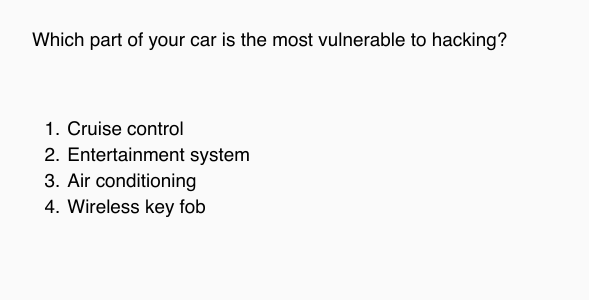 Which part of your car is the most vulnerable to hacking?
1. Cruise control
2. Entertainment system
3. Air conditioning
4. Wireless key fob